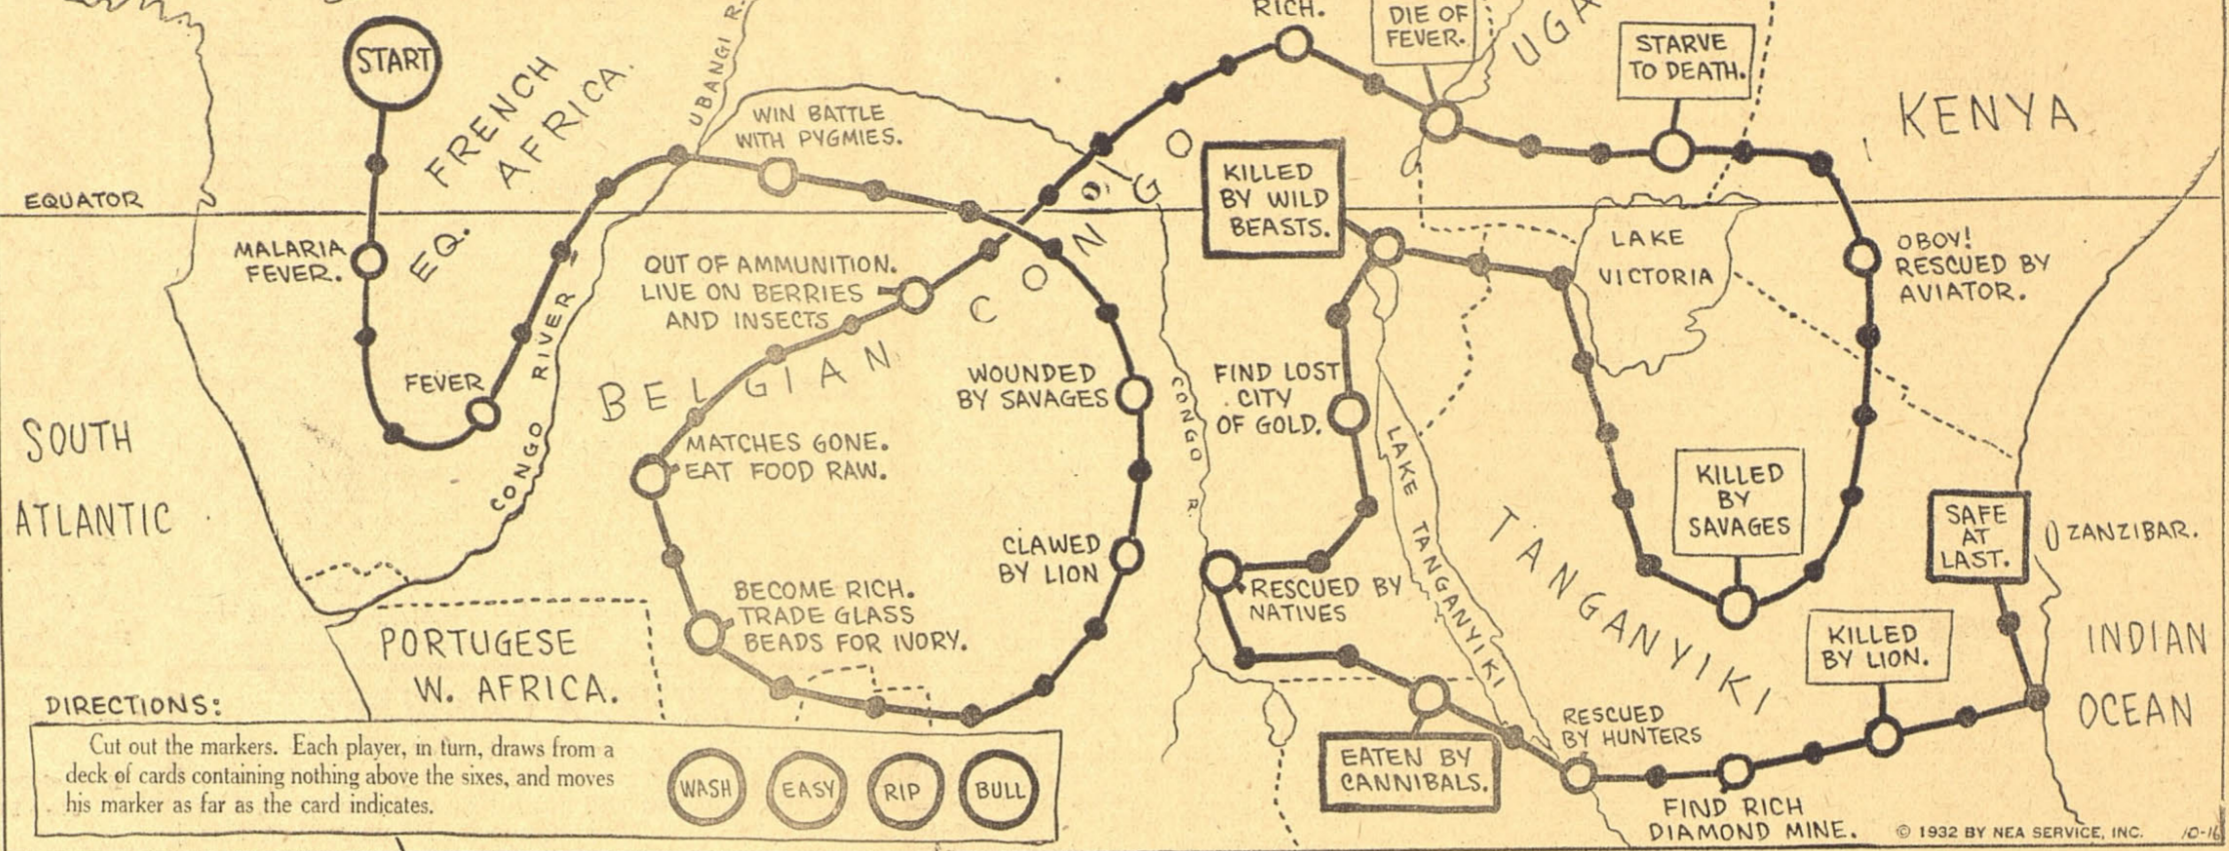 START
FRENCH
EQ. AFRICA.
UBANGI R.
RICH.
DIE OF
FEVER.
UGA
STARVE
TO DEATH.
KENYA
WIN BATTLE
WITH PYGMIES.
EQUATOR
MALARIA
FEVER.
KILLED
BY WILD
BEASTS.
LAKE
VICTORIA
OBOY!
RESCUED BY
AVIATOR.
OUT OF AMMUNITION.
LIVE ON BERRIES
AND INSECTS
BELGIAN
CONGO
FEVER
CONGO RIVER
WOUNDED
BY SAVAGES
CONGO R.
FIND LOST
CITY
OF GOLD.
LAKE TANGANYIKI
SOUTH
ATLANTIC
MATCHES GONE.
EAT FOOD RAW.
KILLED
BY
SAVAGES
SAFE
AT
LAST.
ZANZIBAR.
CLAWED
BY LION
TANGANYIKI
BECOME RICH.
TRADE GLASS
BEADS FOR IVORY.
RESCUED BY
NATIVES
PORTUGESE
W. AFRICA.
KILLED
BY LION.
INDIAN
OCEAN
RESCUED
BY HUNTERS
EATEN BY
CANNIBALS.
FIND RICH
DIAMOND MINE.
DIRECTIONS:
Cut out the markers. Each player, in turn, draws from a
deck of cards containing nothing above the sixes, and moves
his marker as far as the card indicates.
WASH
EASY
RIP
BULL
© 1932 BY NEA SERVICE, INC.
10-16